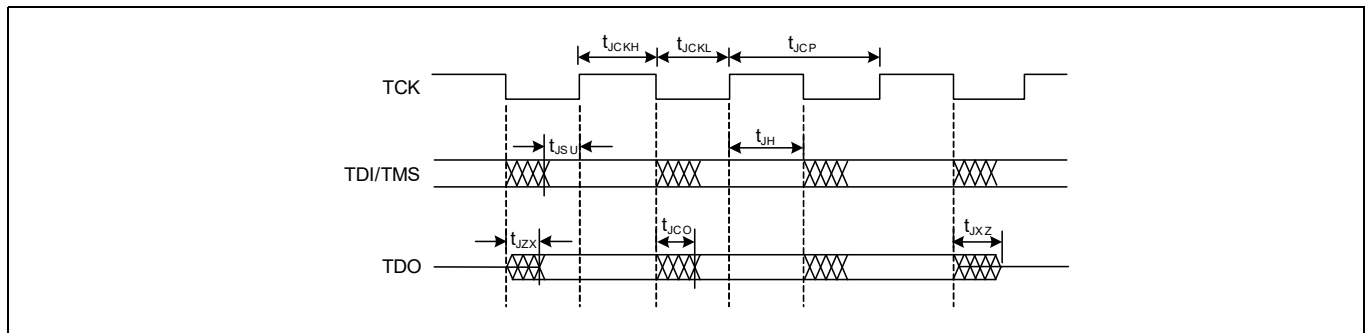 tJCKH tJCKL tJCP
TCK
tJSU tJH
TDI/TMS
tJZX tJCO tJXZ
TDO